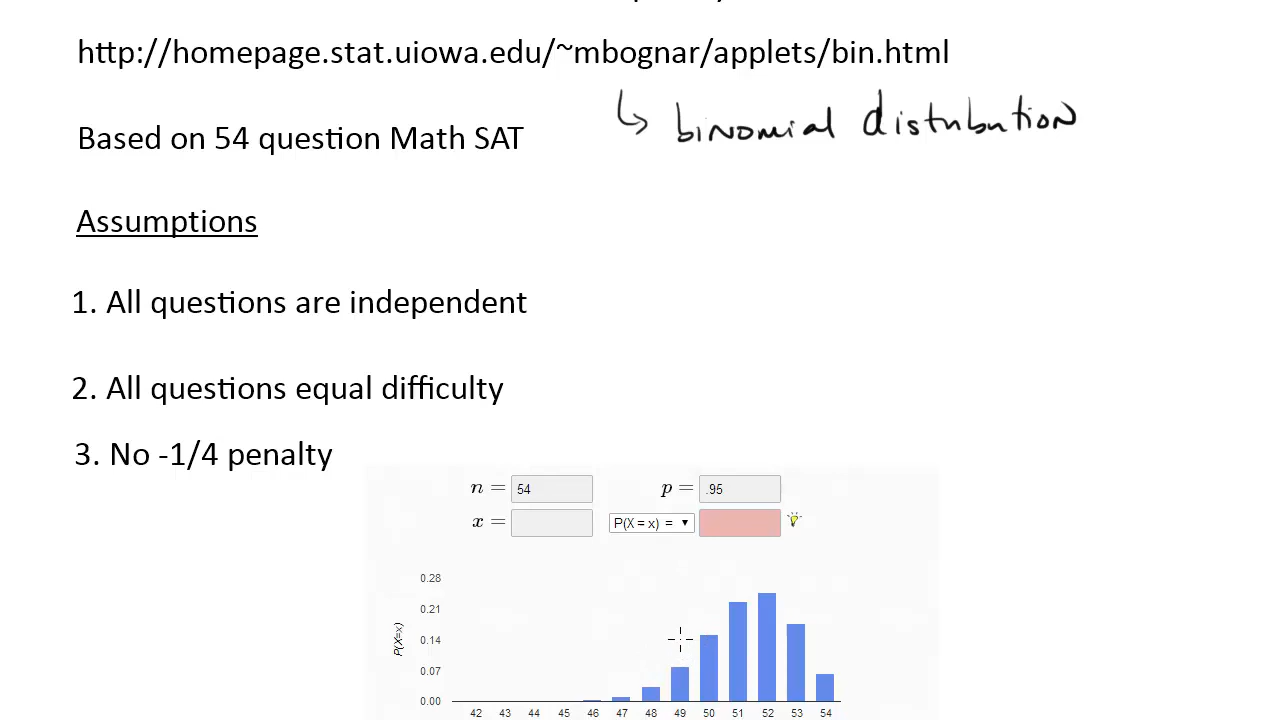 http://homepage.stat.uiowa.edu/~mbognar/applets/bin.html
↳ binomial distribution
Based on 54 question Math SAT
Assumptions
1. All questions are independent
2. All questions equal difficulty
3. No -1/4 penalty
n = 54 p = .95
x = P(X = x) = ▼
0.28
0.21
0.14
0.07
0.00
P(X=x)
42 43 44 45 46 47 48 49 50 51 52 53 54